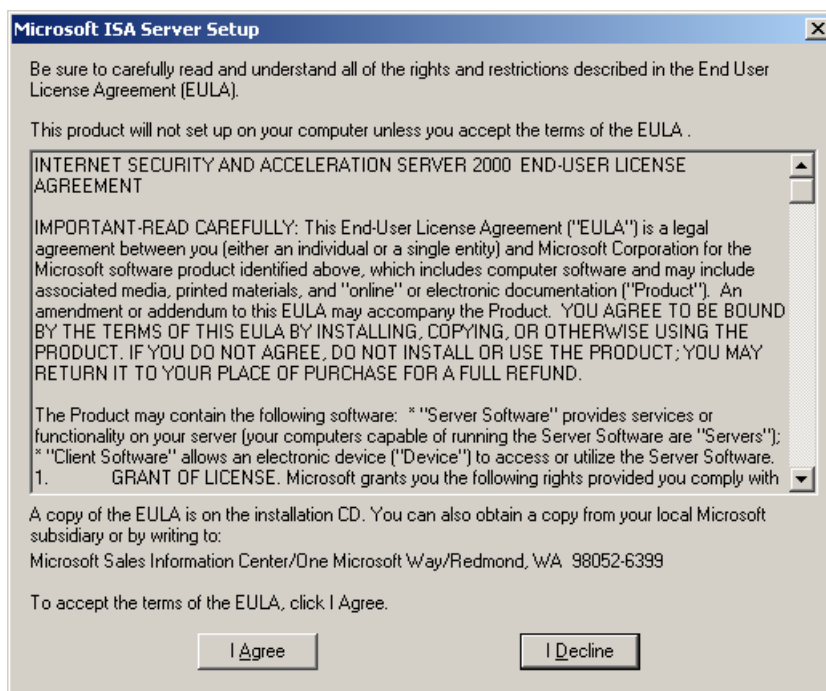 Microsoft ISA Server Setup
Be sure to carefully read and understand all of the rights and restrictions described in the End User
License Agreement (EULA).
This product will not set up on your computer unless you accept the terms of the EULA .
INTERNET SECURITY AND ACCELERATION SERVER 2000 END-USER LICENSE
AGREEMENT
IMPORTANT-READ CAREFULLY: This End-User License Agreement ("EULA") is a legal
agreement between you (either an individual or a single entity) and Microsoft Corporation for the
Microsoft software product identified above, which includes computer software and may include
associated media, printed materials, and "online" or electronic documentation ("Product"). An
amendment or addendum to this EULA may accompany the Product. YOU AGREE TO BE BOUND
BY THE TERMS OF THIS EULA BY INSTALLING, COPYING, OR OTHERWISE USING THE
PRODUCT. IF YOU DO NOT AGREE, DO NOT INSTALL OR USE THE PRODUCT; YOU MAY
RETURN IT TO YOUR PLACE OF PURCHASE FOR A FULL REFUND.
The Product may contain the following software: * "Server Software" provides services or
functionality on your server (your computers capable of running the Server Software are "Servers");
* "Client Software" allows an electronic device ("Device") to access or utilize the Server Software.
1. GRANT OF LICENSE. Microsoft grants you the following rights provided you comply with
A copy of the EULA is on the installation CD. You can also obtain a copy from your local Microsoft
subsidiary or by writing to:
Microsoft Sales Information Center/One Microsoft Way/Redmond, WA 98052-6399
To accept the terms of the EULA, click I Agree.
I Agree
I Decline